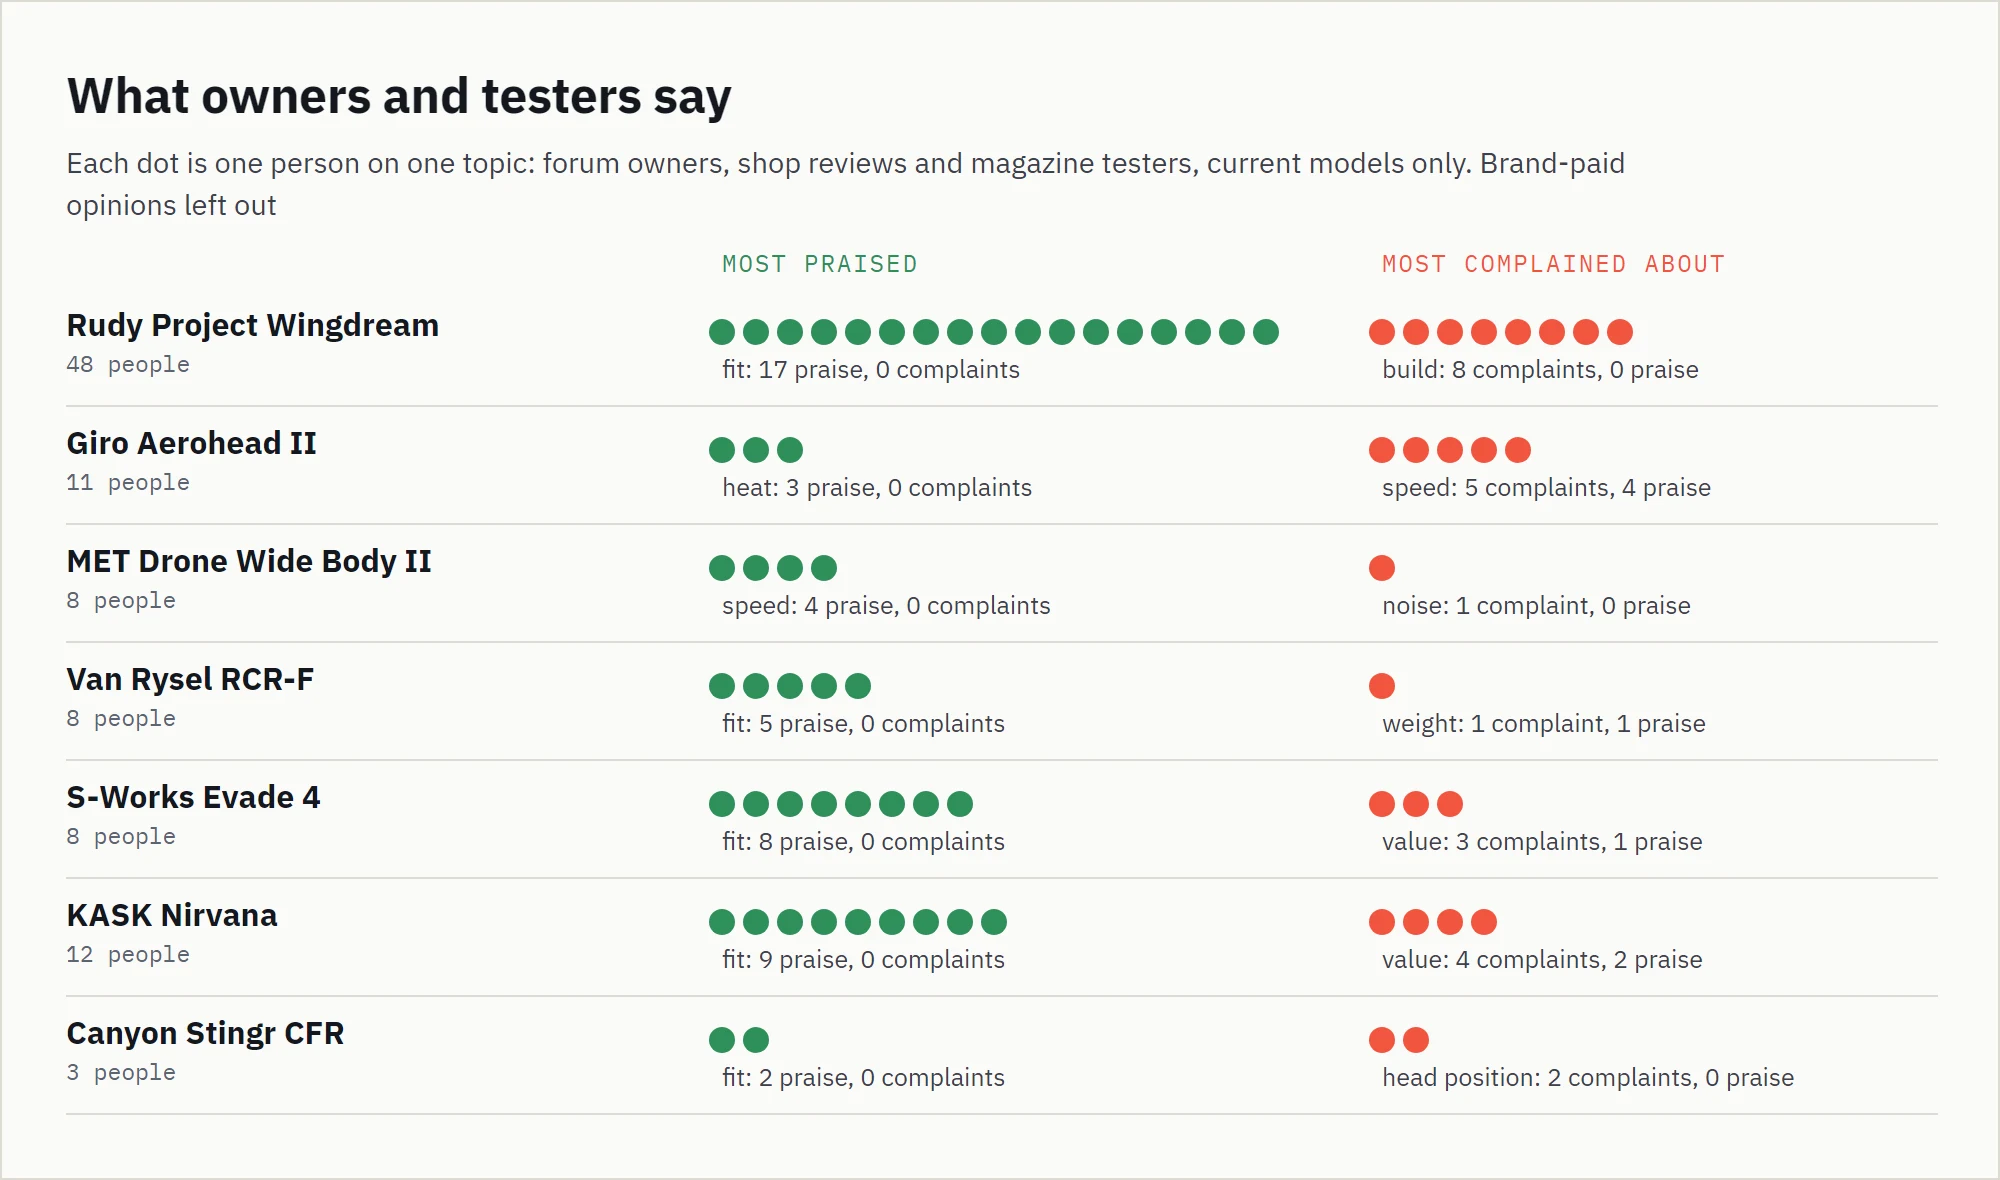 What owners and testers say
Each dot is one person on one topic: forum owners, shop reviews and magazine testers, current models only. Brand-paid
opinions left out
MOST PRAISED
MOST COMPLAINED ABOUT
Rudy Project Wingdream
48 people
fit: 17 praise, 0 complaints
build: 8 complaints, 0 praise
Giro Aerohead II
11 people
heat: 3 praise, 0 complaints
speed: 5 complaints, 4 praise
MET Drone Wide Body II
8 people
speed: 4 praise, 0 complaints
noise: 1 complaint, 0 praise
Van Rysel RCR-F
8 people
fit: 5 praise, 0 complaints
weight: 1 complaint, 1 praise
S-Works Evade 4
8 people
fit: 8 praise, 0 complaints
value: 3 complaints, 1 praise
KASK Nirvana
12 people
fit: 9 praise, 0 complaints
value: 4 complaints, 2 praise
Canyon Stingr CFR
3 people
fit: 2 praise, 0 complaints
head position: 2 complaints, 0 praise